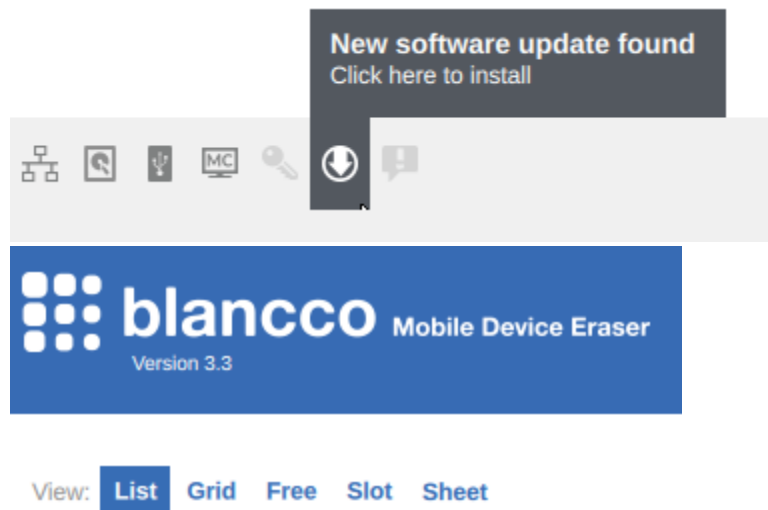 New software update found
Click here to install
MC
blancco Mobile Device Eraser
Version 3.3
View: List Grid Free Slot Sheet